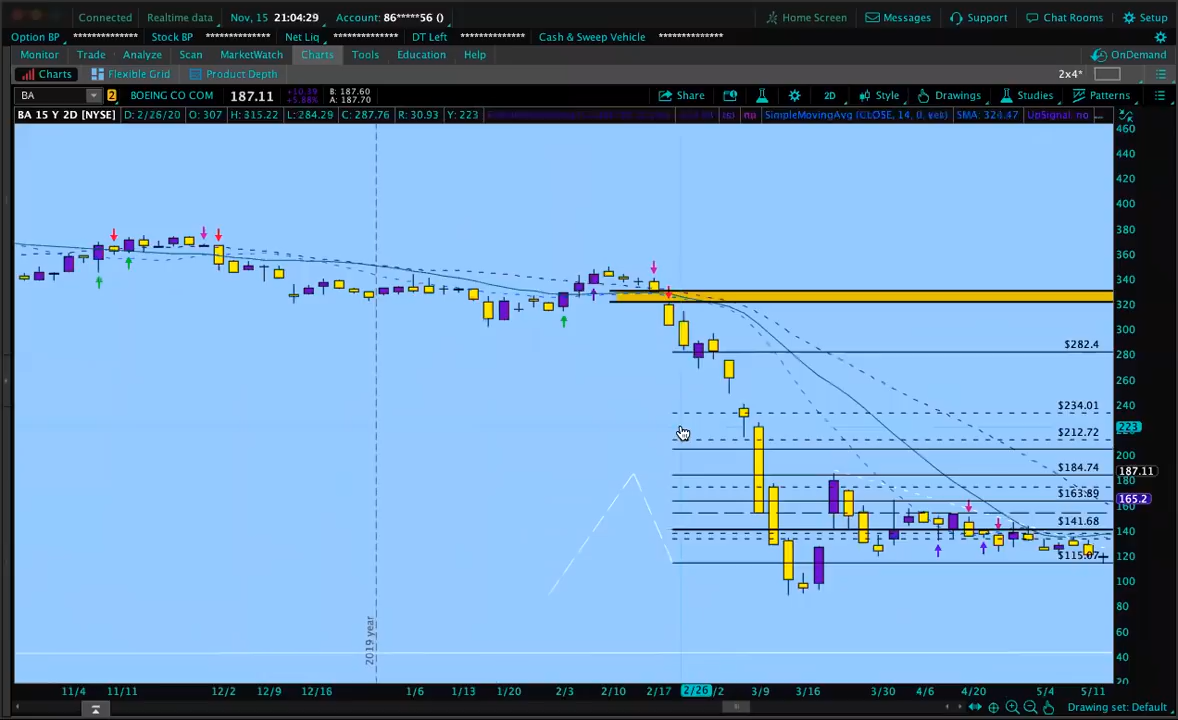 Connected Realtime data Nov, 15 21:04:29 Account: 86*****56 () Home Screen Messages Support Chat Rooms Setup
Option BP ************** Stock BP ************** Net Liq ************** DT Left ************** Cash & Sweep Vehicle **************
Monitor Trade Analyze Scan MarketWatch Charts Tools Education Help OnDemand
Charts Flexible Grid Product Depth 2x4*
BA 2 BOEING CO COM 187.11 +10.39 +5.88% B: 187.60 A: 187.70 Share 2D Style Drawings Studies Patterns
BA 15 Y 2D [NYSE] D: 2/26/20 O: 307 H: 315.22 L: 284.29 C: 287.76 R: 30.93 Y: 223 SimpleMovingAvg (CLOSE, 14, 0, yes) SMA: 324.47 UpSignal: no
460
440
420
400
380
360
340
320
300
$282.4 280
260
$234.01 240
$212.72 223
200
$184.74 187.11
180
$163.89 165.2
160
$141.68 140
$115.07 120
100
80
60
40
20
2019 year
11/4 11/11 12/2 12/9 12/16 1/6 1/13 1/20 2/3 2/10 2/17 2/26 /2 3/9 3/16 3/30 4/6 4/20 5/4 5/11
Drawing set: Default